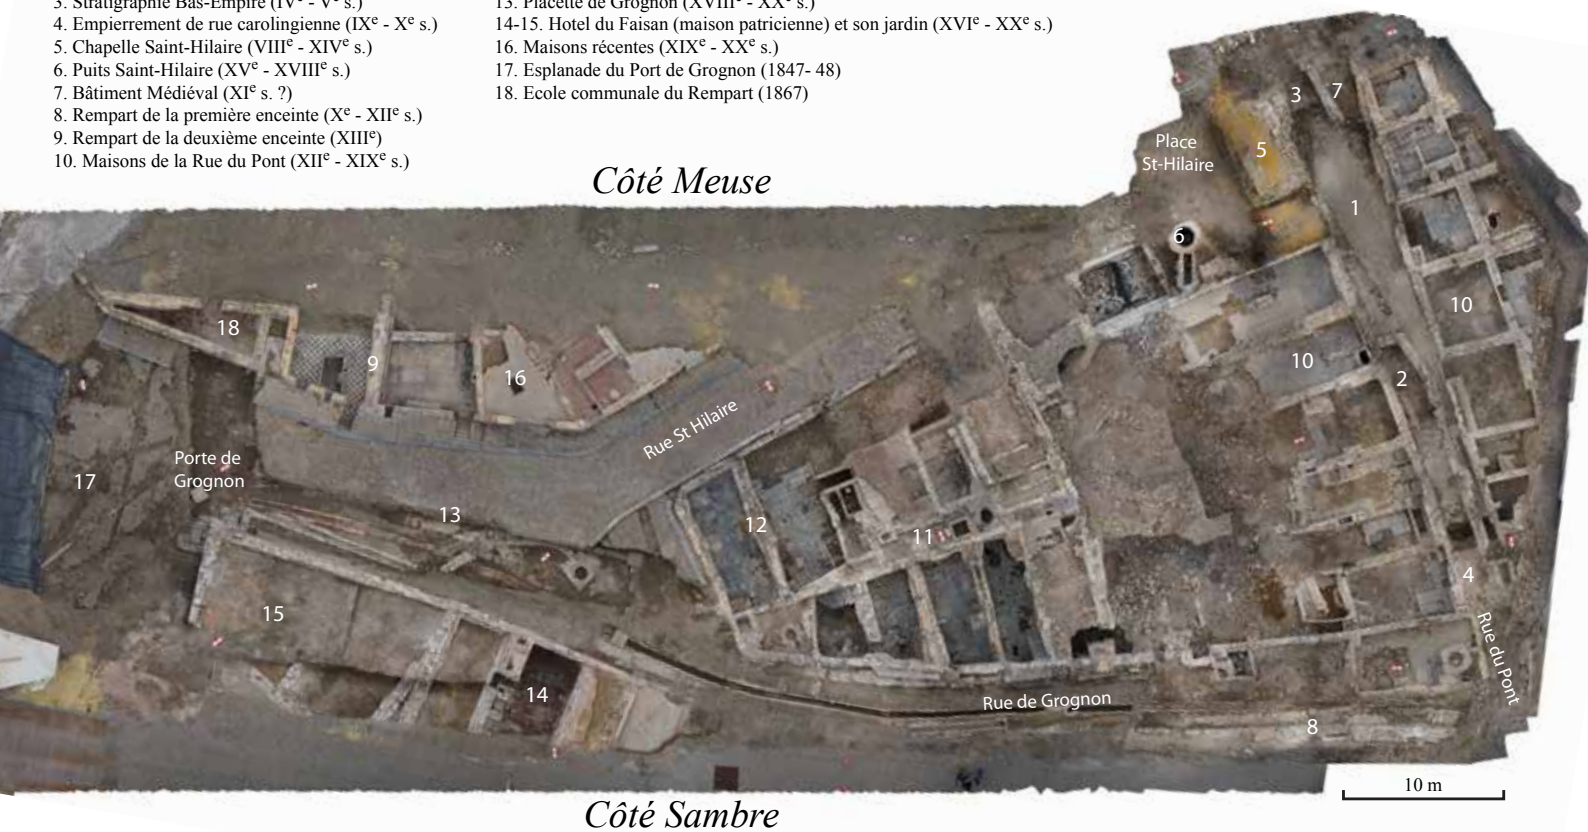 3. Stratigraphie Bas-Empire (IVe - Ve s.)
4. Empierrement de rue carolingienne (IXe - Xe s.)
5. Chapelle Saint-Hilaire (VIIIe - XIVe s.)
6. Puits Saint-Hilaire (XVe - XVIIIe s.)
7. Bâtiment Médiéval (XIe s. ?)
8. Rempart de la première enceinte (Xe - XIIe s.)
9. Rempart de la deuxième enceinte (XIIIe)
10. Maisons de la Rue du Pont (XIIe - XIXe s.)
13. Placette de Grognon (XVIIIe - XXe s.)
14-15. Hotel du Faisan (maison patricienne) et son jardin (XVIe - XXe s.)
16. Maisons récentes (XIXe - XXe s.)
17. Esplanade du Port de Grognon (1847- 48)
18. Ecole communale du Rempart (1867)
Côté Meuse
3
7
Place
St-Hilaire
5
1
6
10
18
9
16
10
2
Rue St Hilaire
Porte de
Grognon
17
13
12
11
4
15
Rue du Pont
14
Rue de Grognon
8
10 m
Côté Sambre